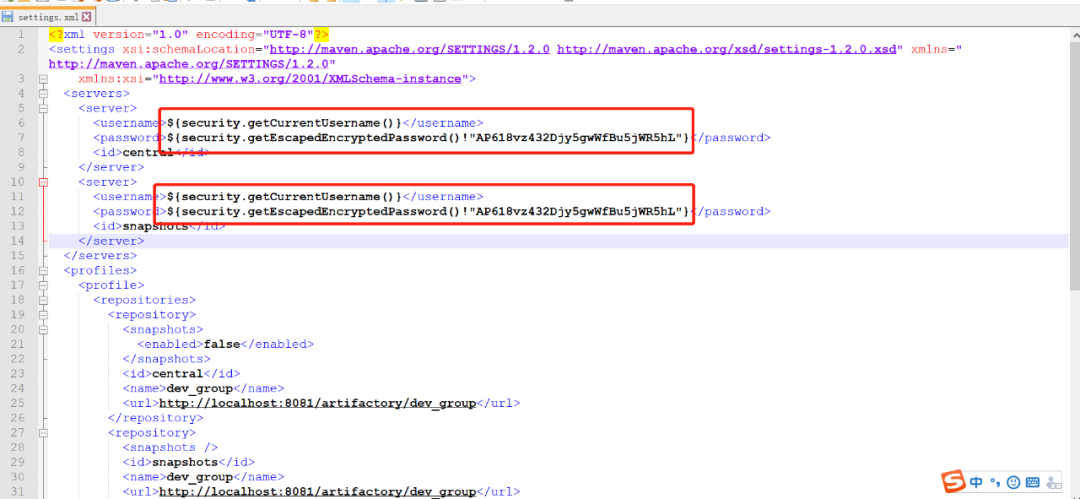 settings.xml
1 <?xml version="1.0" encoding="UTF-8"?>
2 <settings xsi:schemaLocation="http://maven.apache.org/SETTINGS/1.2.0 http://maven.apache.org/xsd/settings-1.2.0.xsd" xmlns="
http://maven.apache.org/SETTINGS/1.2.0"
3 xmlns:xsi="http://www.w3.org/2001/XMLSchema-instance">
4 <servers>
5 <server>
6 <username>${security.getCurrentUsername()}</username>
7 <password>${security.getEscapedEncryptedPassword()!"AP618vz432Djy5gwWfBu5jWR5hL"}</password>
8 <id>central</id>
9 </server>
10 <server>
11 <username>${security.getCurrentUsername()}</username>
12 <password>${security.getEscapedEncryptedPassword()!"AP618vz432Djy5gwWfBu5jWR5hL"}</password>
13 <id>snapshots</id>
14 </server>
15 </servers>
16 <profiles>
17 <profile>
18 <repositories>
19 <repository>
20 <snapshots>
21 <enabled>false</enabled>
22 </snapshots>
23 <id>central</id>
24 <name>dev_group</name>
25 <url>http://localhost:8081/artifactory/dev_group</url>
26 </repository>
27 <repository>
28 <snapshots />
29 <id>snapshots</id>
30 <name>dev_group</name>
31 <url>http://localhost:8081/artifactory/dev_group</url>
S 中